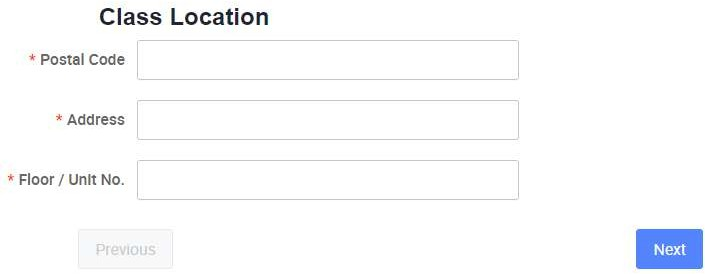 Class Location
* Postal Code
* Address
* Floor / Unit No.
Previous
Next